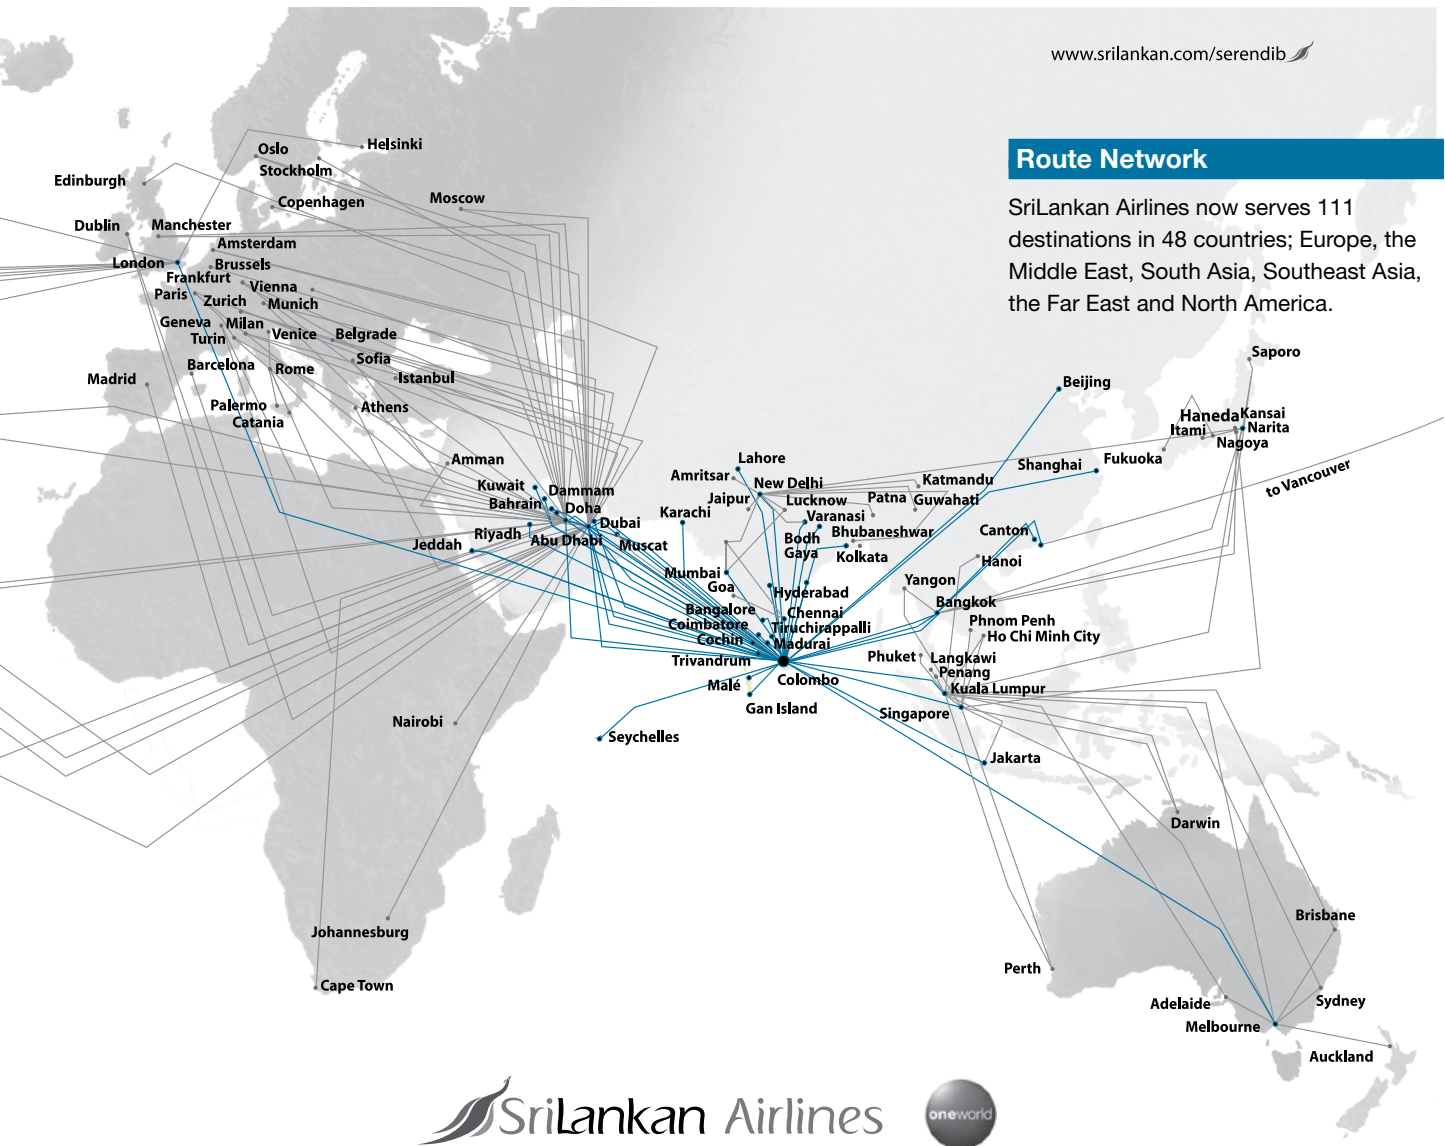 www.srilankan.com/serendib
Route Network
SriLankan Airlines now serves 111
destinations in 48 countries; Europe, the
Middle East, South Asia, Southeast Asia,
the Far East and North America.
Helsinki
Oslo
Stockholm
Edinburgh
Copenhagen
Moscow
Dublin
Manchester
Amsterdam
London
Brussels
Frankfurt
Vienna
Paris
Zurich
Munich
Geneva
Milan
Venice
Belgrade
Turin
Sofia
Barcelona
Rome
Istanbul
Madrid
Palermo
Athens
Catania
Saporo
Beijing
Haneda
Kansai
Itami
Narita
Nagoya
Fukuoka
Shanghai
to Vancouver
Amman
Lahore
Amritsar
New Delhi
Katmandu
Kuwait
Dammam
Jaipur
Lucknow
Patna
Guwahati
Bahrain
Doha
Karachi
Varanasi
Riyadh
Abu Dhabi
Dubai
Bodh
Gaya
Bhubaneshwar
Canton
Jeddah
Muscat
Kolkata
Hanoi
Mumbai
Goa
Hyderabad
Yangon
Bangalore
Chennai
Bangkok
Coimbatore
Tiruchirappalli
Phnom Penh
Cochin
Madurai
Ho Chi Minh City
Trivandrum
Phuket
Langkawi
Penang
Malé
Colombo
Kuala Lumpur
Gan Island
Singapore
Nairobi
Seychelles
Jakarta
Darwin
Johannesburg
Brisbane
Perth
Cape Town
Adelaide
Sydney
Melbourne
Auckland
SriLankan Airlines
oneworld